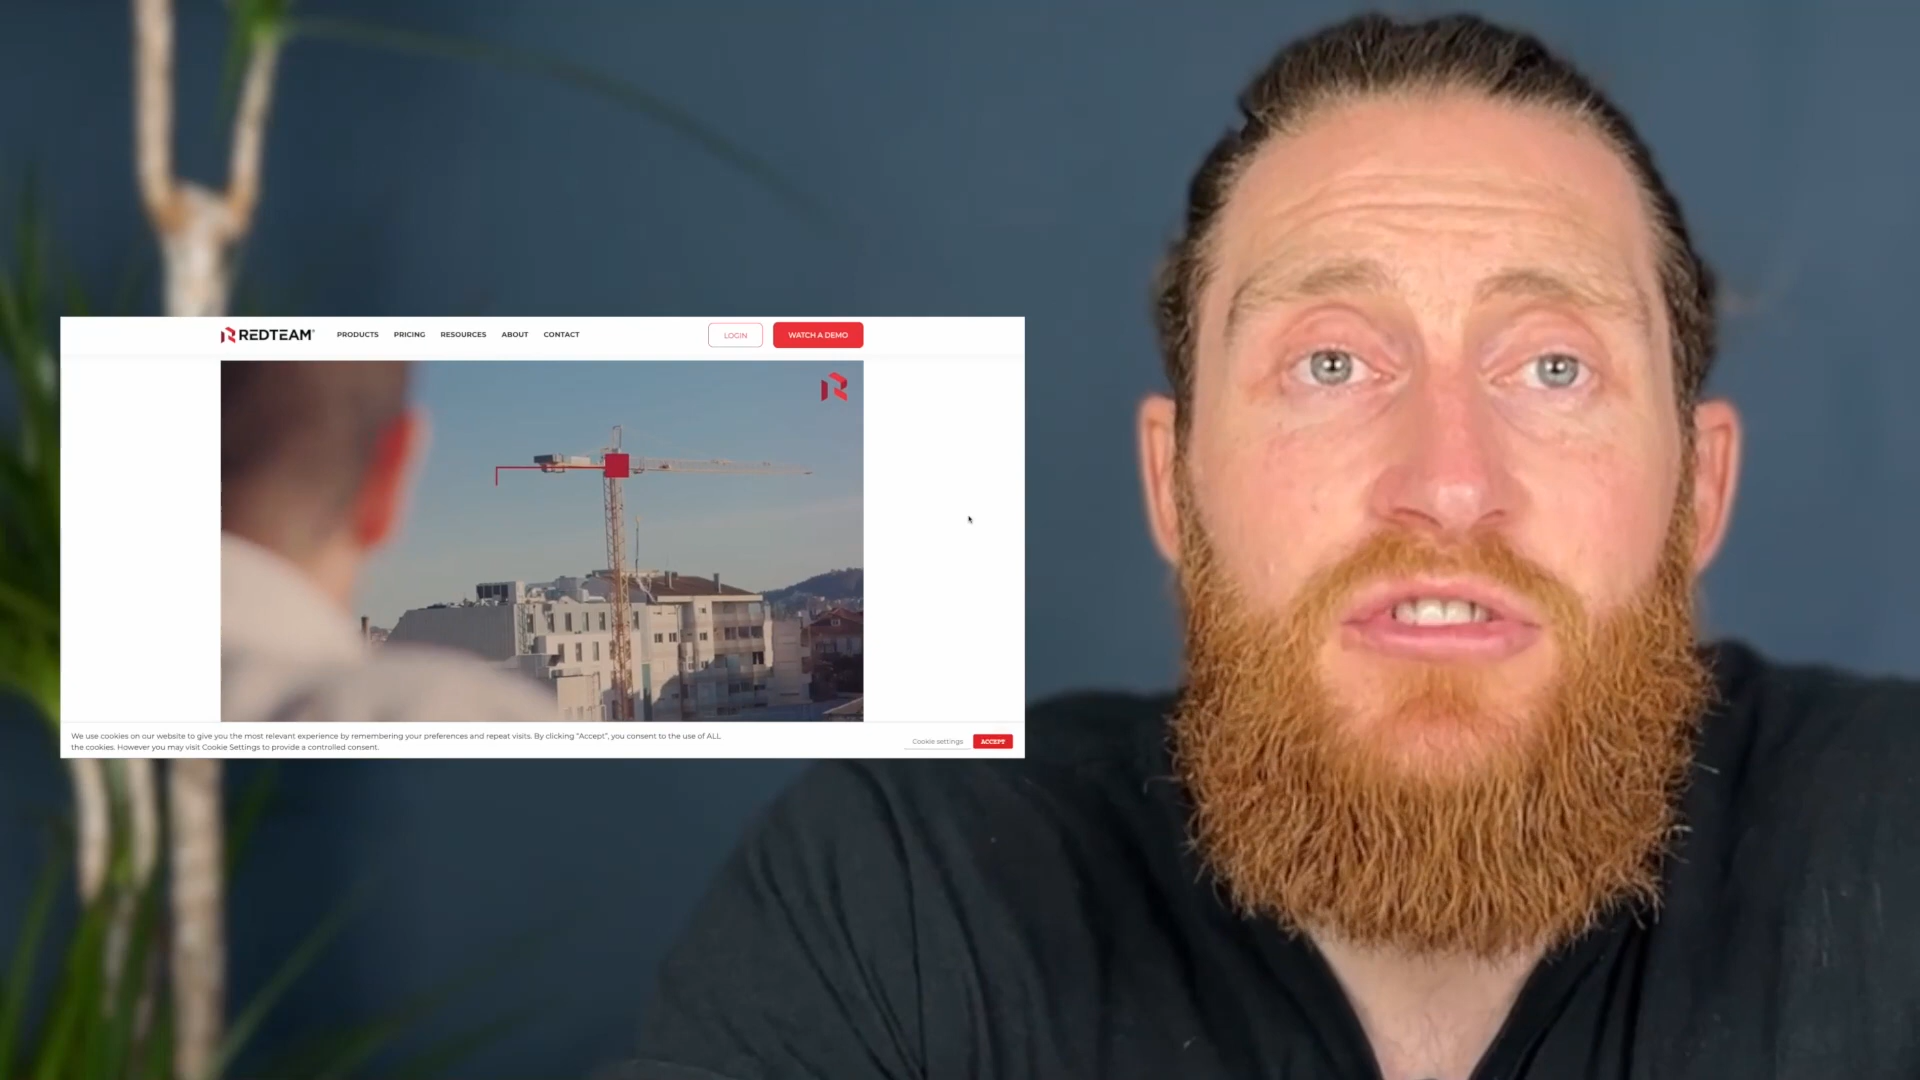 REDTEAM
PRODUCTS PRICING RESOURCES ABOUT CONTACT
LOGIN
WATCH A DEMO
We use cookies on our website to give you the most relevant experience by remembering your preferences and repeat visits. By clicking "Accept", you consent to the use of ALL
the cookies. However you may visit Cookie Settings to provide a controlled consent.
Cookie settings
ACCEPT